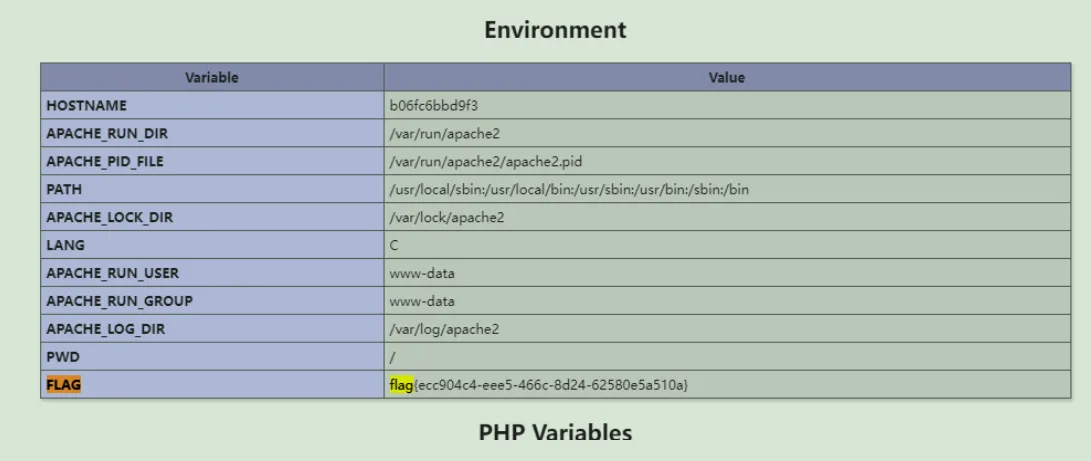 Environment
Variable Value
HOSTNAME b06fc6bbd9f3
APACHE_RUN_DIR /var/run/apache2
APACHE_PID_FILE /var/run/apache2/apache2.pid
PATH /usr/local/sbin:/usr/local/bin:/usr/sbin:/usr/bin:/sbin:/bin
APACHE_LOCK_DIR /var/lock/apache2
LANG C
APACHE_RUN_USER www-data
APACHE_RUN_GROUP www-data
APACHE_LOG_DIR /var/log/apache2
PWD /
FLAG flag{ecc904c4-eee5-466c-8d24-62580e5a510a}
PHP Variables